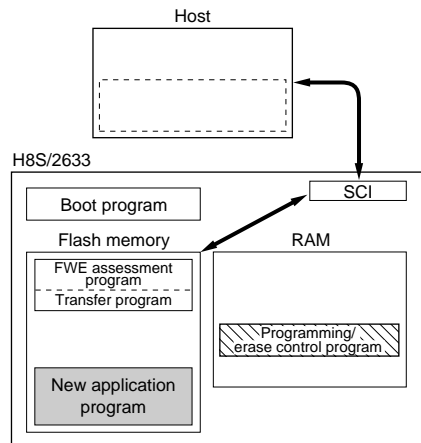 Host
H8S/2633
SCI
Boot program
Flash memory
RAM
FWE assessment
program
Transfer program
Programming/
erase control program
New application
program